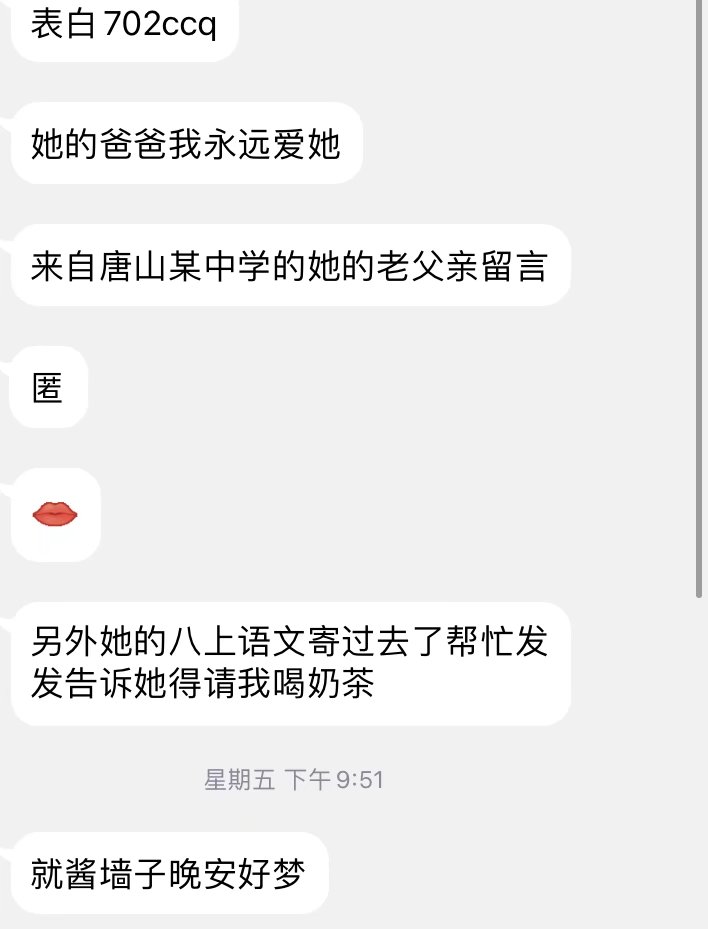 表白702ccq
她的爸爸我永远爱她
来自唐山某中学的她的老父亲留言
匿
另外她的八上语文寄过去了帮忙发
发告诉她得请我喝奶茶
星期五 下午9:51
就酱墙子晚安好梦